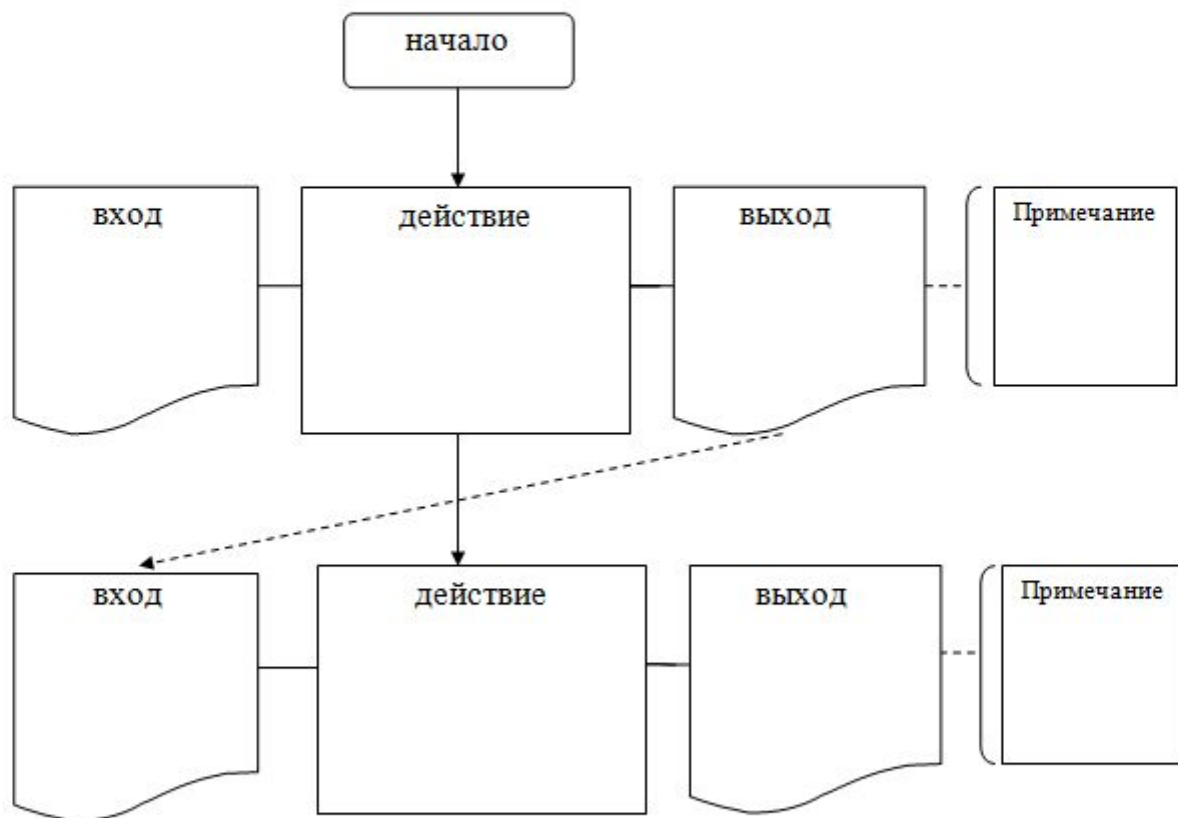 начало
вход
действие
выход
Примечание
вход
действие
выход
Примечание